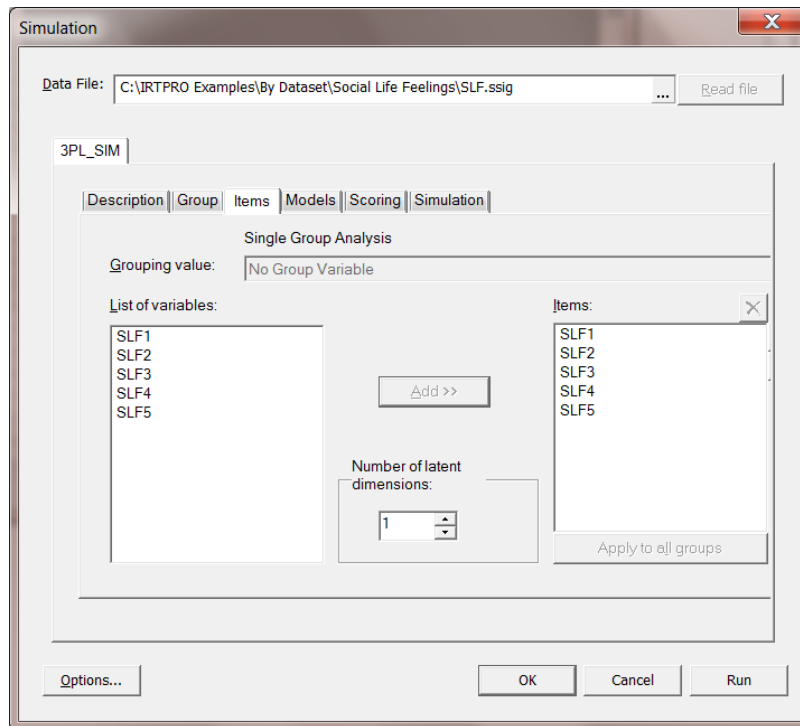 Simulation
Data File: C:\IRTPRO Examples\By Dataset\Social Life Feelings\SLF.ssig ... Read file
3PL_SIM
Description Group Items Models Scoring Simulation
Single Group Analysis
Grouping value: No Group Variable
List of variables:
SLF1
SLF2
SLF3
SLF4
SLF5
Add >>
Number of latent
dimensions:
1
Items:
SLF1
SLF2
SLF3
SLF4
SLF5
Apply to all groups
Options... OK Cancel Run